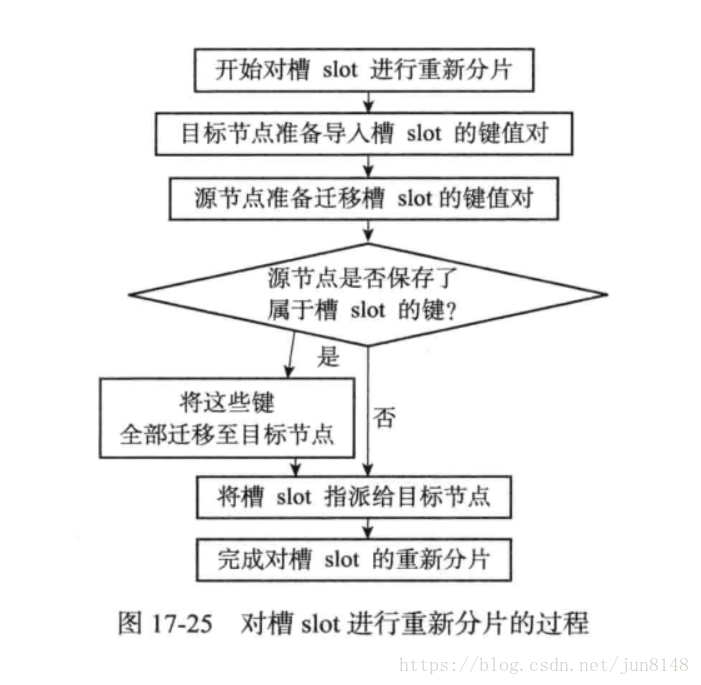 开始对槽 slot 进行重新分片
目标节点准备导入槽 slot 的键值对
源节点准备迁移槽 slot的键值对
源节点是否保存了
属于槽 slot 的键?
是
将这些键
全部迁移至目标节点
否
将槽 slot 指派给目标节点
完成对槽 slot 的重新分片
图 17-25 对槽 slot 进行重新分片的过程
https://blog.csdn.net/jun8148